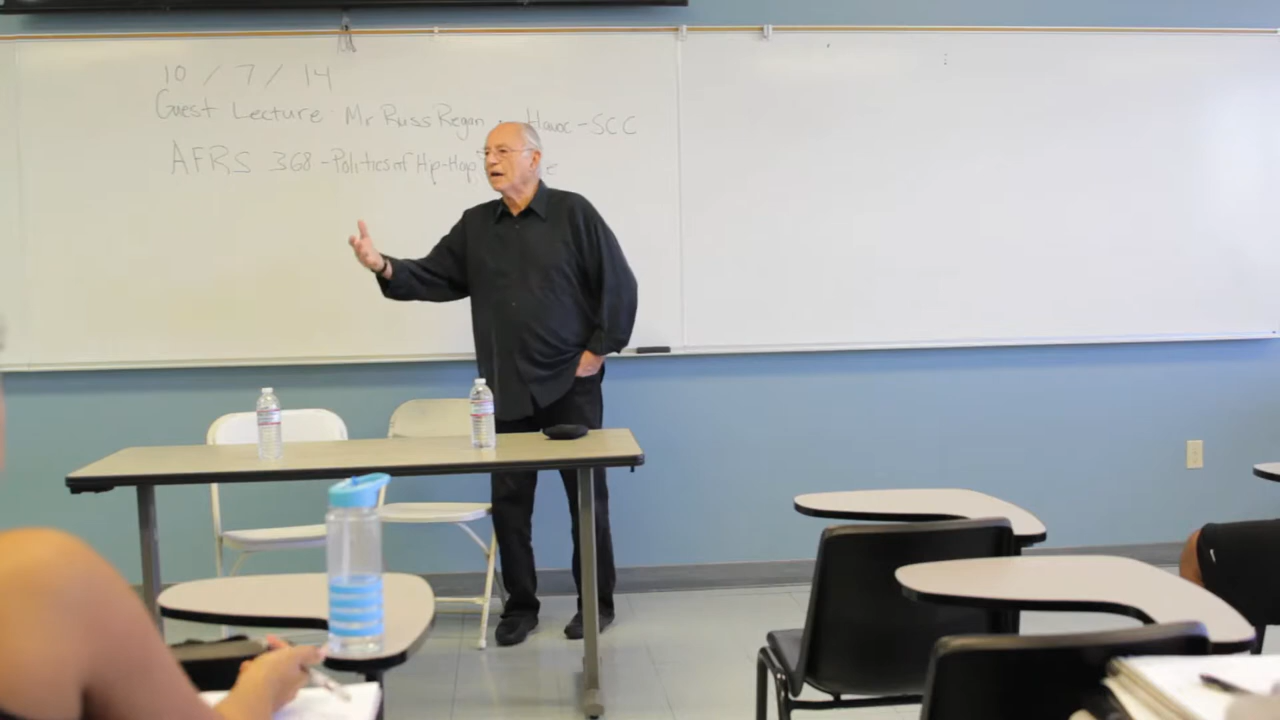 10 / 7 / 14
Guest Lecture Mr Russ Regan - Havoc - SCC
AFRS 368 - Politics of Hip-Hop